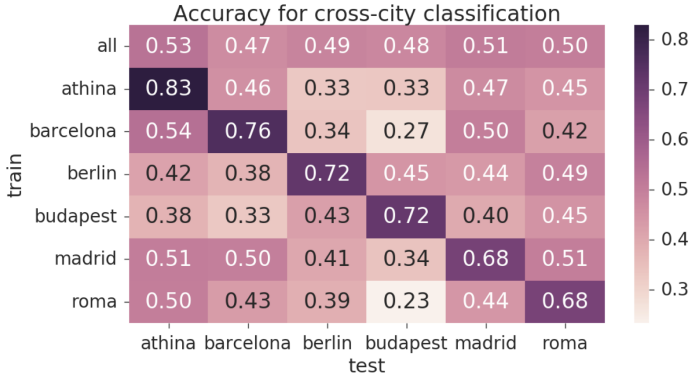 Accuracy for cross-city classification
all 0.53 0.47 0.49 0.48 0.51 0.50
athina 0.83 0.46 0.33 0.33 0.47 0.45
barcelona 0.54 0.76 0.34 0.27 0.50 0.42
berlin 0.42 0.38 0.72 0.45 0.44 0.49
budapest 0.38 0.33 0.43 0.72 0.40 0.45
madrid 0.51 0.50 0.41 0.34 0.68 0.51
roma 0.50 0.43 0.39 0.23 0.44 0.68
athina barcelona berlin budapest madrid roma
test
train
0.8
0.7
0.6
0.5
0.4
0.3